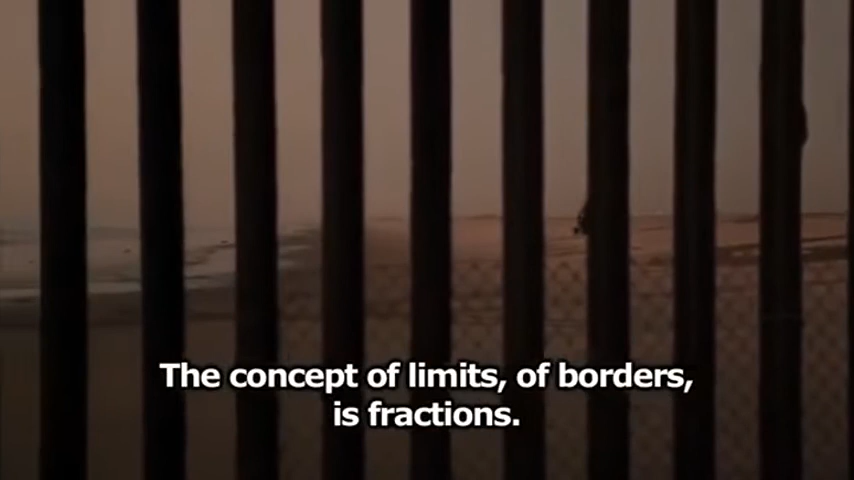 The concept of limits, of borders,
is fractions.